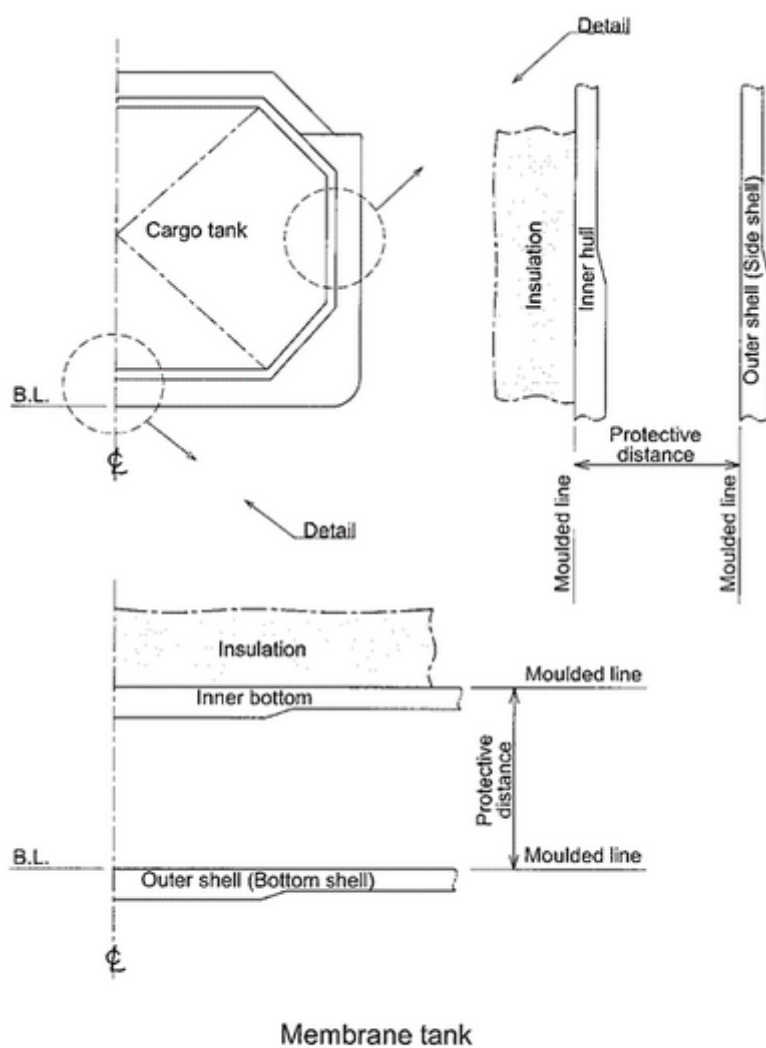 Detail
Cargo tank
B.L.
℄
Insulation
Inner hull
Outer shell (Side shell)
Protective
distance
Moulded line
Moulded line
Detail
Insulation
Inner bottom
Moulded line
Protective
distance
B.L.
Outer shell (Bottom shell)
Moulded line
℄
Membrane tank